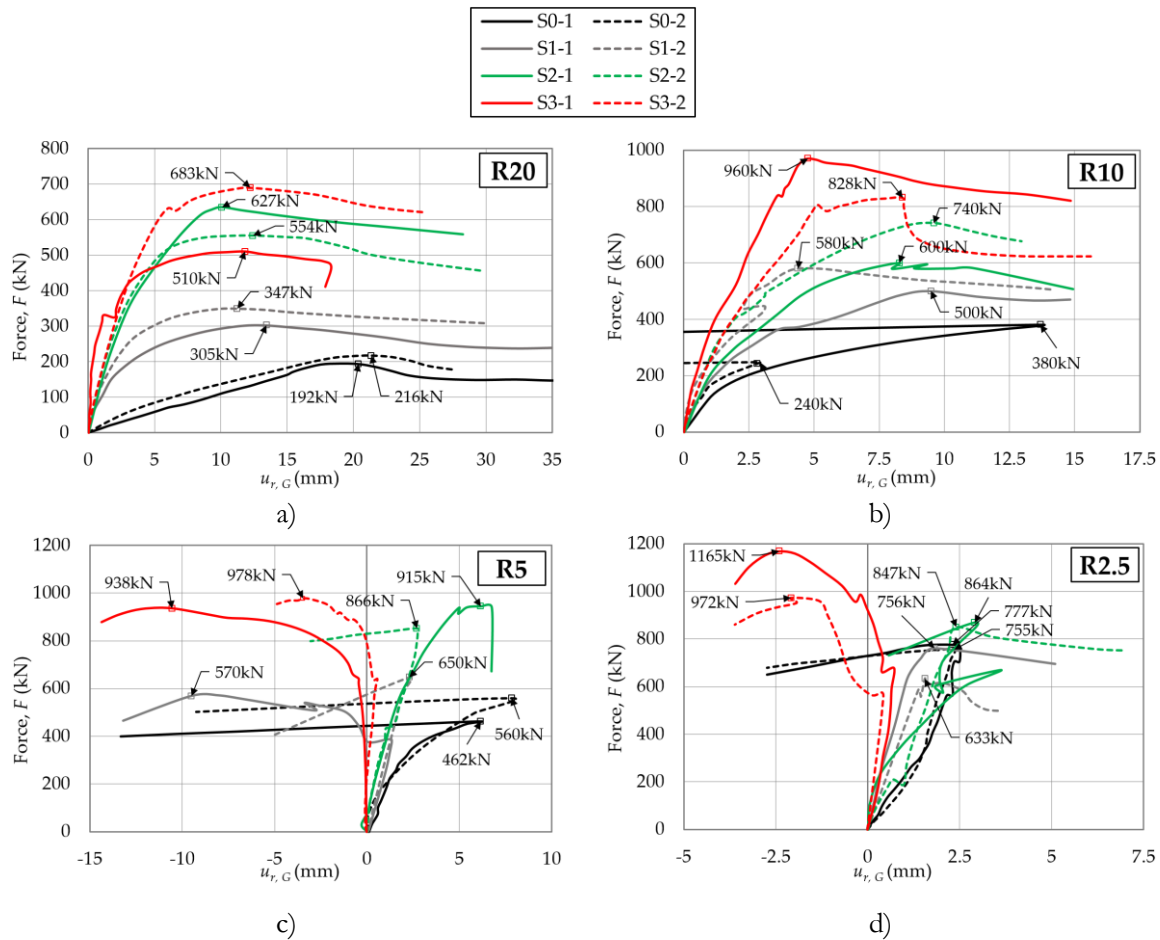 S0-1 S0-2
S1-1 S1-2
S2-1 S2-2
S3-1 S3-2
R20
Force, F (kN)
800
700
600
500
400
300
200
100
0
683kN
627kN
554kN
510kN
347kN
305kN
192kN
216kN
0 5 10 15 20 25 30 35
u r, G (mm)
a)
R10
Force, F (kN)
1000
800
600
400
200
0
960kN
828kN
740kN
580kN
600kN
500kN
380kN
240kN
0 2.5 5 7.5 10 12.5 15 17.5
u r, G (mm)
b)
R5
Force, F (kN)
1200
1000
800
600
400
200
0
938kN
978kN
915kN
866kN
650kN
570kN
560kN
462kN
-15 -10 -5 0 5 10
u r, G (mm)
c)
R2.5
Force, F (kN)
1200
1000
800
600
400
200
0
1165kN
972kN
847kN
864kN
756kN
777kN
755kN
633kN
-5 -2.5 0 2.5 5 7.5
u r, G (mm)
d)